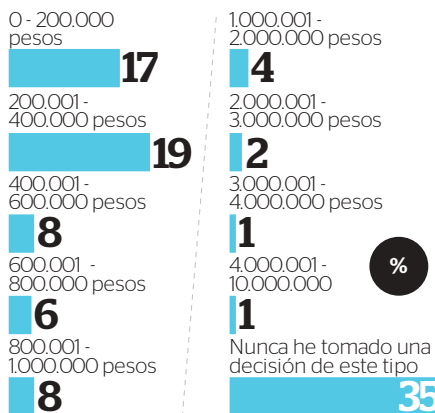 0 - 200.000
pesos
17
200.001 -
400.000 pesos
19
400.001 -
600.000 pesos
8
600.001 -
800.000 pesos
6
800.001 -
1.000.000 pesos
8
1.000.001 -
2.000.000 pesos
4
2.000.001 -
3.000.000 pesos
2
3.000.001 -
4.000.000 pesos
1
4.000.001 -
10.000.000
1
%
Nunca he tomado una
decisión de este tipo
35